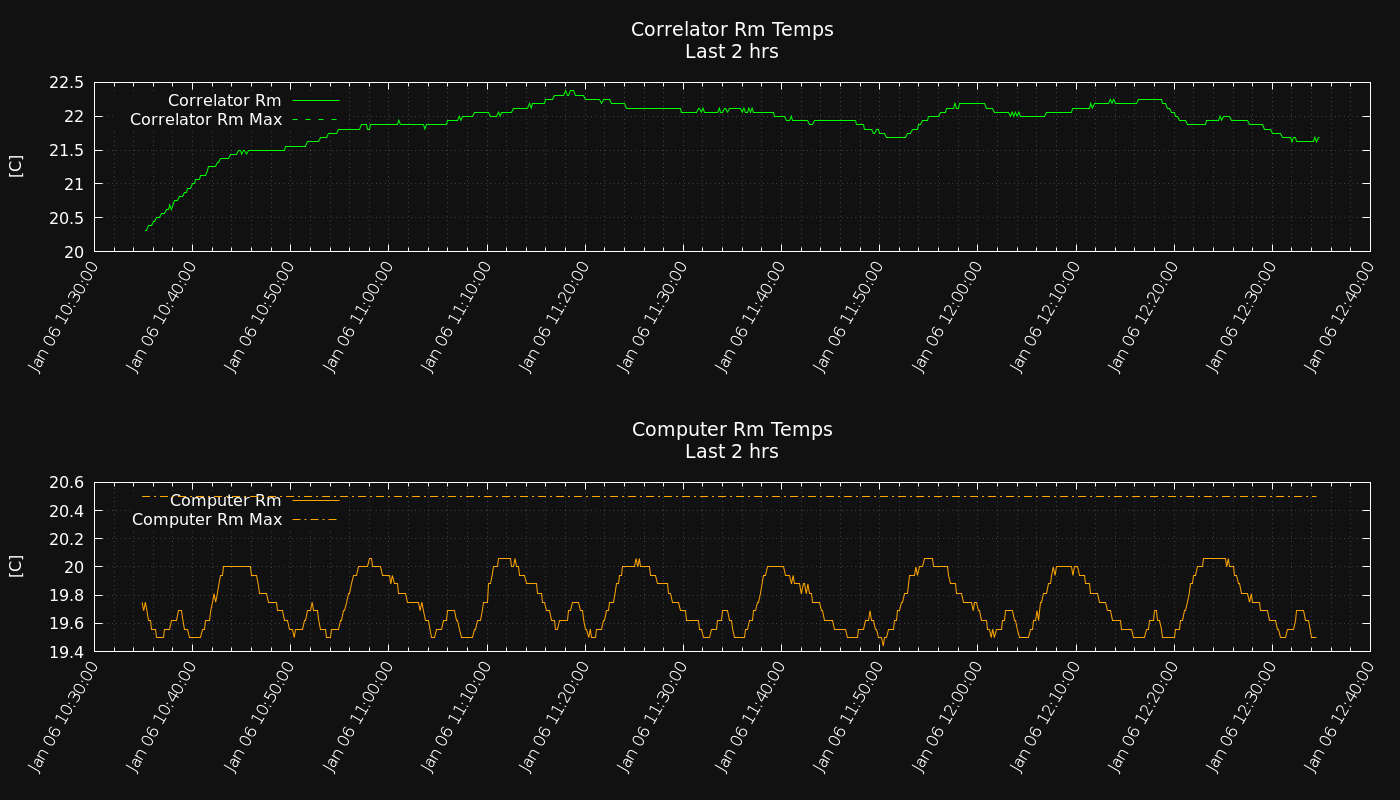 Correlator Rm Temps
Last 2 hrs
22.5
22
21.5
21
20.5
20
[C]
Correlator Rm
Correlator Rm Max
Jan 06 10:30:00
Jan 06 10:40:00
Jan 06 10:50:00
Jan 06 11:00:00
Jan 06 11:10:00
Jan 06 11:20:00
Jan 06 11:30:00
Jan 06 11:40:00
Jan 06 11:50:00
Jan 06 12:00:00
Jan 06 12:10:00
Jan 06 12:20:00
Jan 06 12:30:00
Jan 06 12:40:00
Computer Rm Temps
Last 2 hrs
20.6
20.4
20.2
20
19.8
19.6
19.4
[C]
Computer Rm
Computer Rm Max
Jan 06 10:30:00
Jan 06 10:40:00
Jan 06 10:50:00
Jan 06 11:00:00
Jan 06 11:10:00
Jan 06 11:20:00
Jan 06 11:30:00
Jan 06 11:40:00
Jan 06 11:50:00
Jan 06 12:00:00
Jan 06 12:10:00
Jan 06 12:20:00
Jan 06 12:30:00
Jan 06 12:40:00